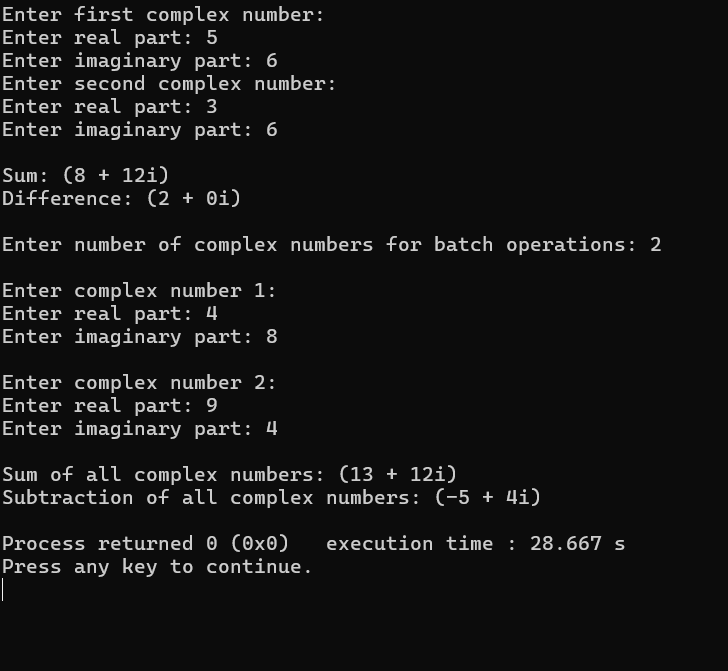 Enter first complex number:
Enter real part: 5
Enter imaginary part: 6
Enter second complex number:
Enter real part: 3
Enter imaginary part: 6
Sum: (8 + 12i)
Difference: (2 + 0i)
Enter number of complex numbers for batch operations: 2
Enter complex number 1:
Enter real part: 4
Enter imaginary part: 8
Enter complex number 2:
Enter real part: 9
Enter imaginary part: 4
Sum of all complex numbers: (13 + 12i)
Subtraction of all complex numbers: (-5 + 4i)
Process returned 0 (0x0)   execution time : 28.667 s
Press any key to continue.